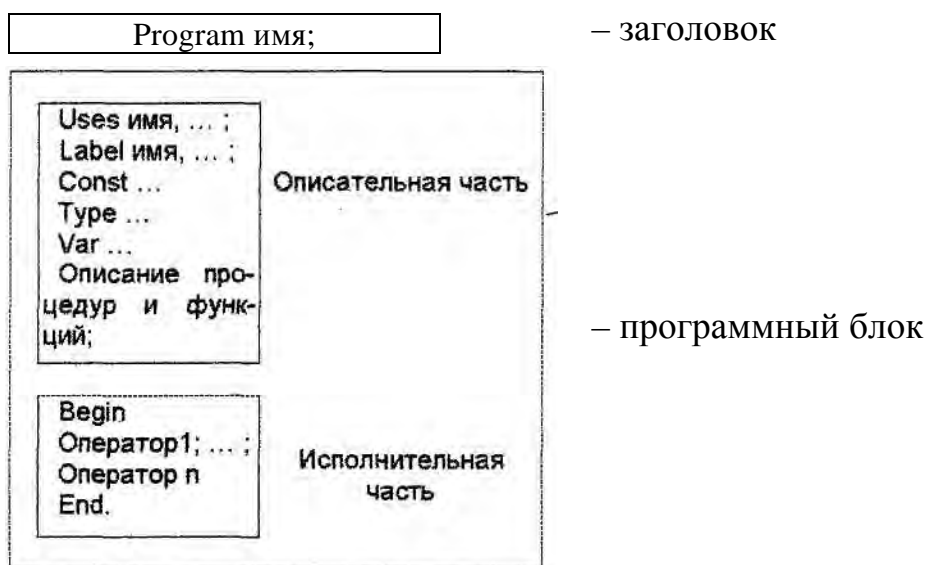 Program имя;
– заголовок
Uses имя, ... ;
Label имя, ... ;
Const ...
Type ...
Var ...
Описание про-
цедур и функ-
ций;
Описательная часть
– программный блок
Begin
Оператор1; ... ;
Оператор n
End.
Исполнительная
часть